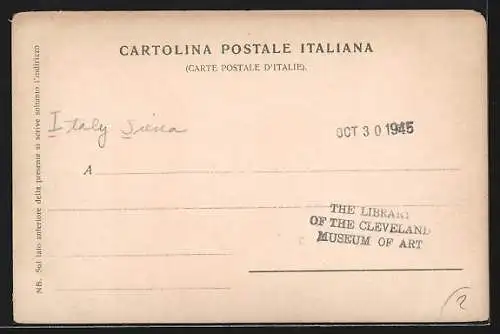 CARTOLINA POSTALE ITALIANA
(CARTE POSTALE D'ITALIE).
Italy Siena
OCT 30 1945
A
THE LIBRARY
OF THE CLEVELAND
MUSEUM OF ART
2
NB. Sul lato anteriore della presente si scrive soltanto l'indirizzo